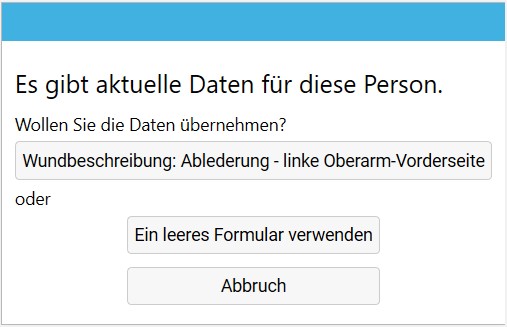 Es gibt aktuelle Daten für diese Person.
Wollen Sie die Daten übernehmen?
Wundbeschreibung: Ablederung - linke Oberarm-Vorderseite
oder
Ein leeres Formular verwenden
Abbruch